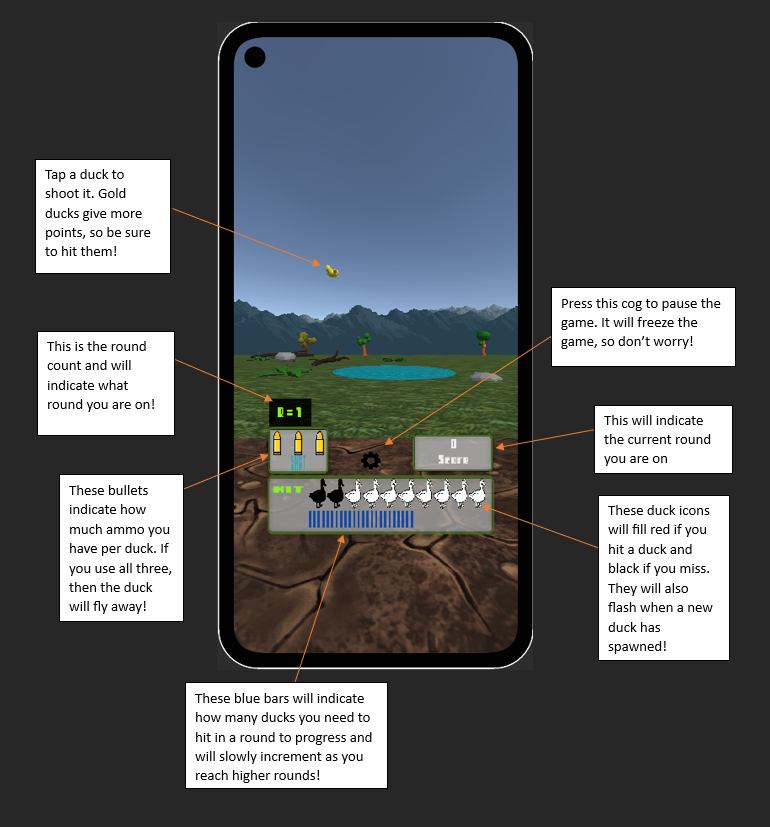 Tap a duck to
shoot it. Gold
ducks give more
points, so be sure
to hit them!
Press this cog to pause the
game. It will freeze the
game, so don't worry!
This is the round
count and will
indicate what
round you are on!
This will indicate
the current round
you are on
R=1
SHOT
0
Score
HIT
These bullets
indicate how
much ammo you
have per duck. If
you use all three,
then the duck
will fly away!
These duck icons
will fill red if you
hit a duck and
black if you miss.
They will also
flash when a new
duck has
spawned!
These blue bars will indicate
how many ducks you need to
hit in a round to progress and
will slowly increment as you
reach higher rounds!